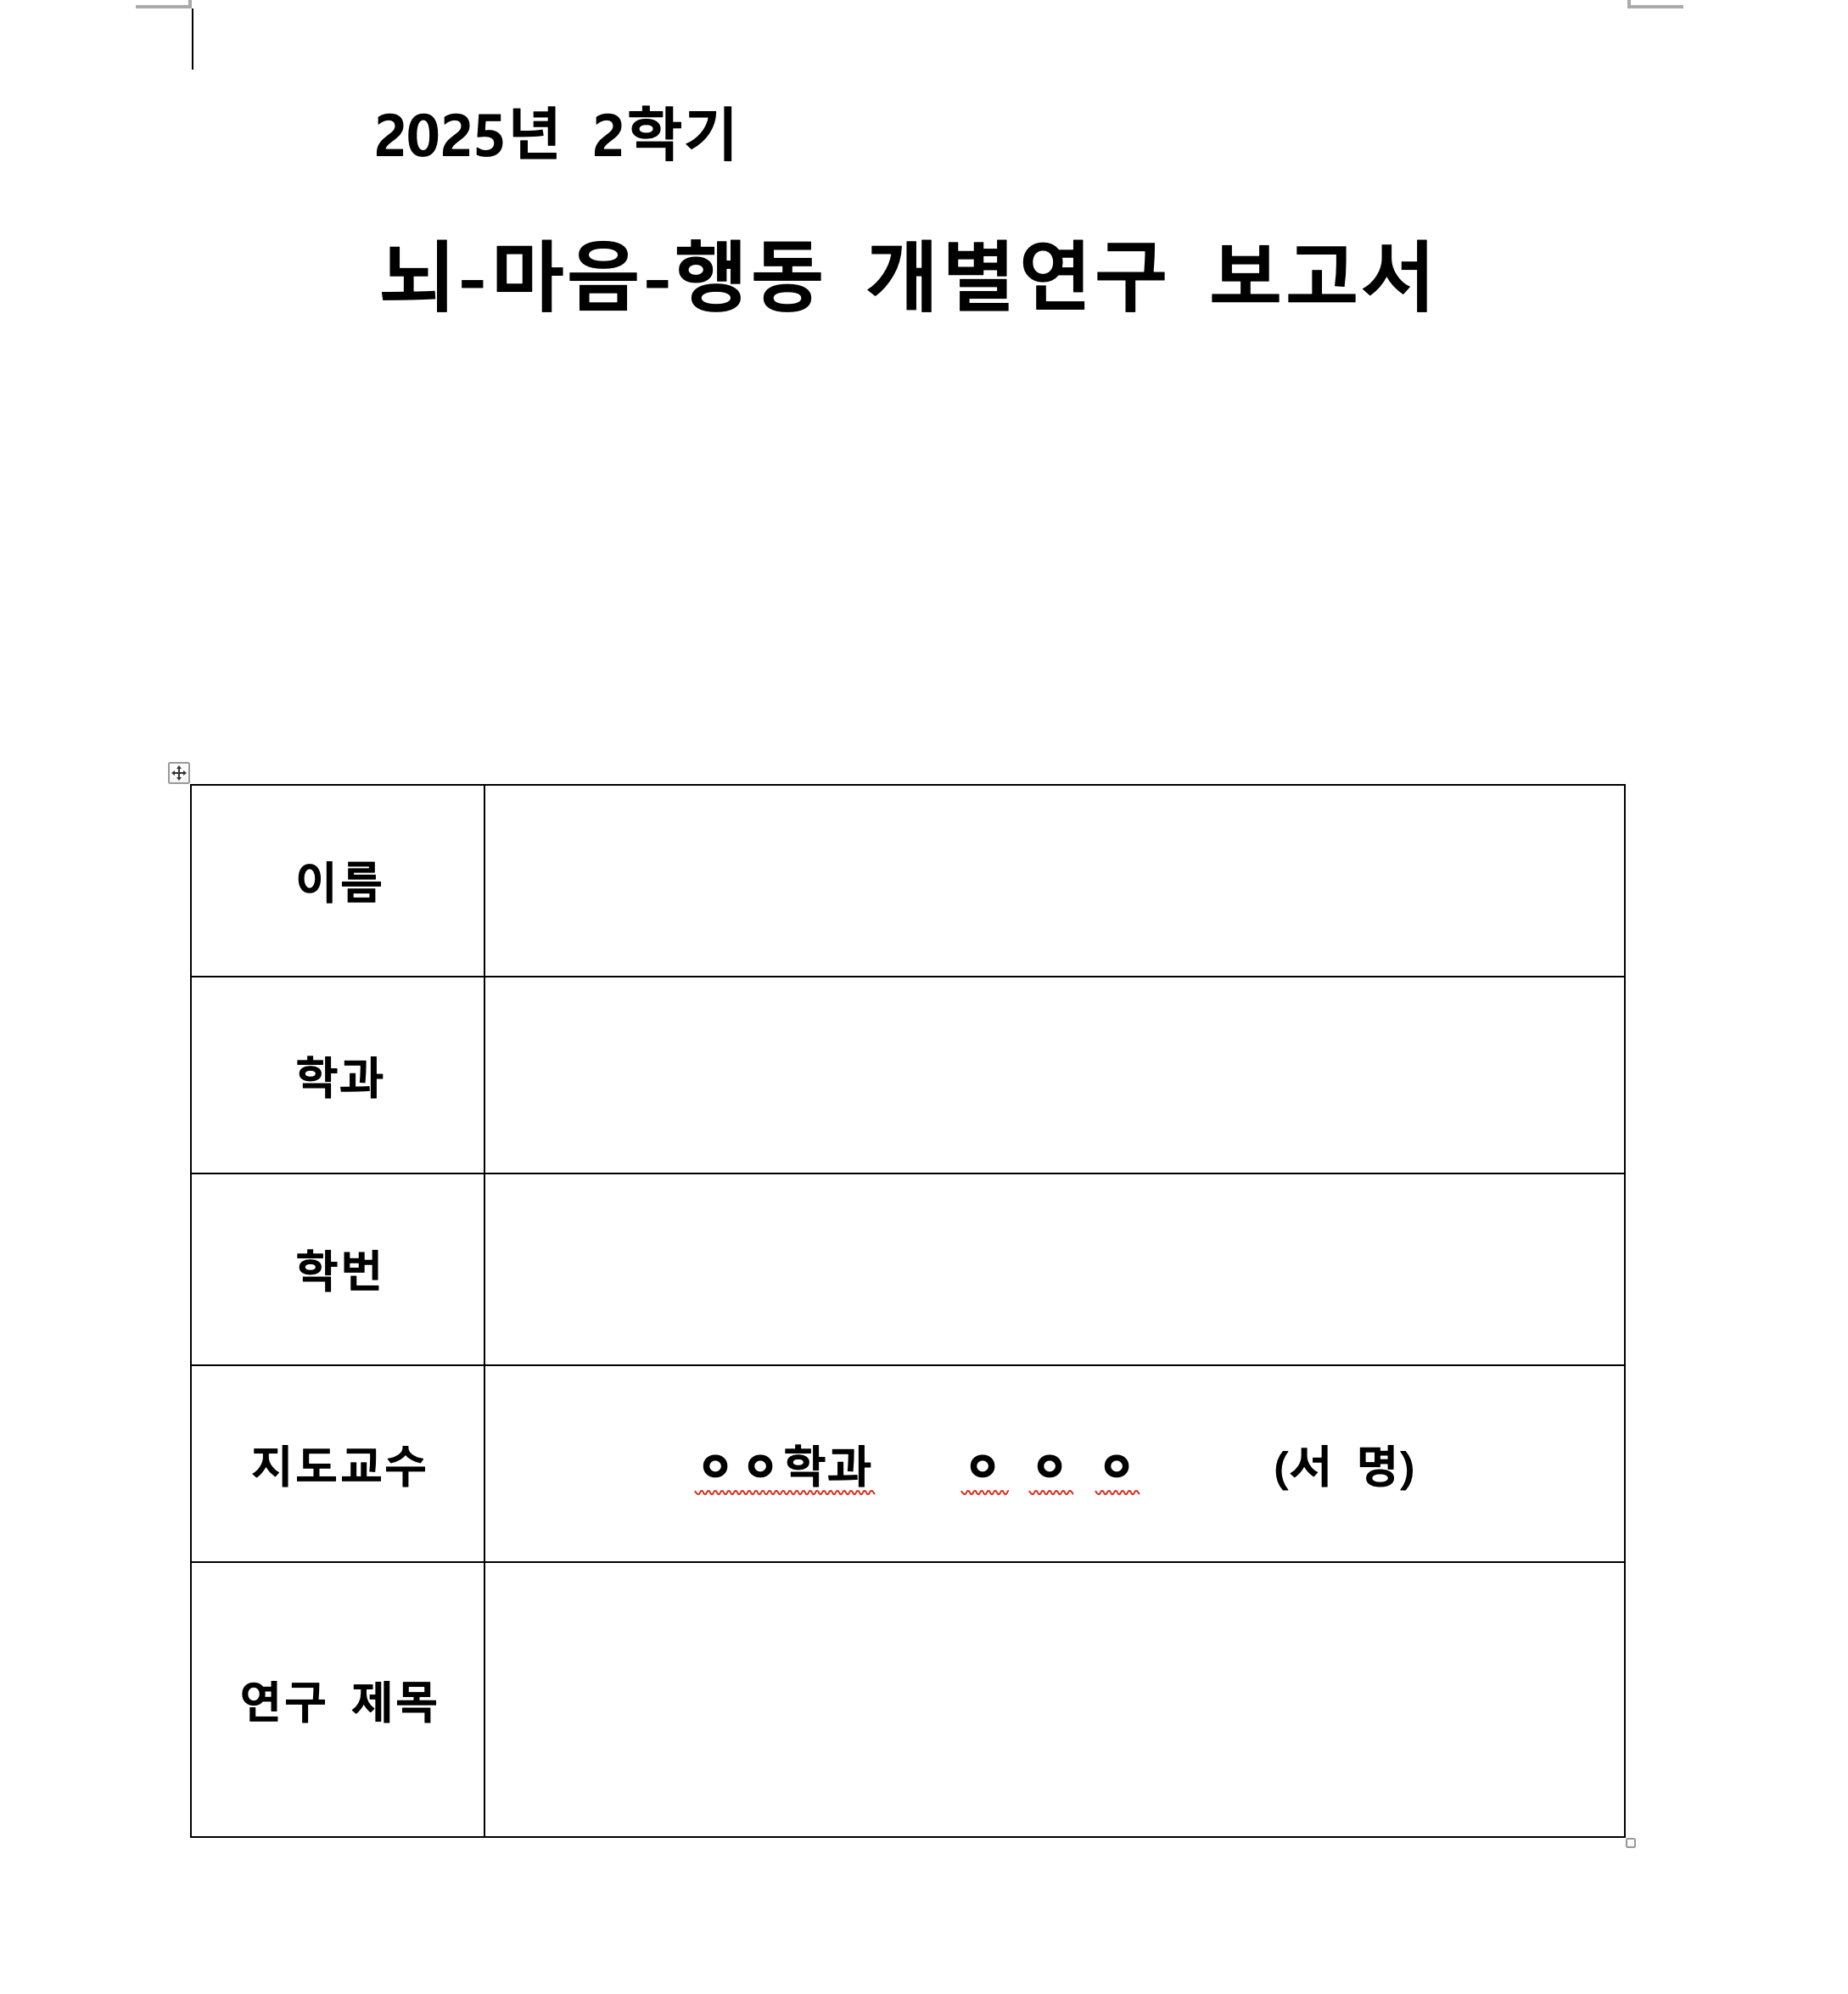 2025년 2학기
뇌-마음-행동 개별연구 보고서
이름
학과
학번
지도교수 ㅇㅇ학과 ㅇ ㅇ ㅇ (서 명)
연구 제목